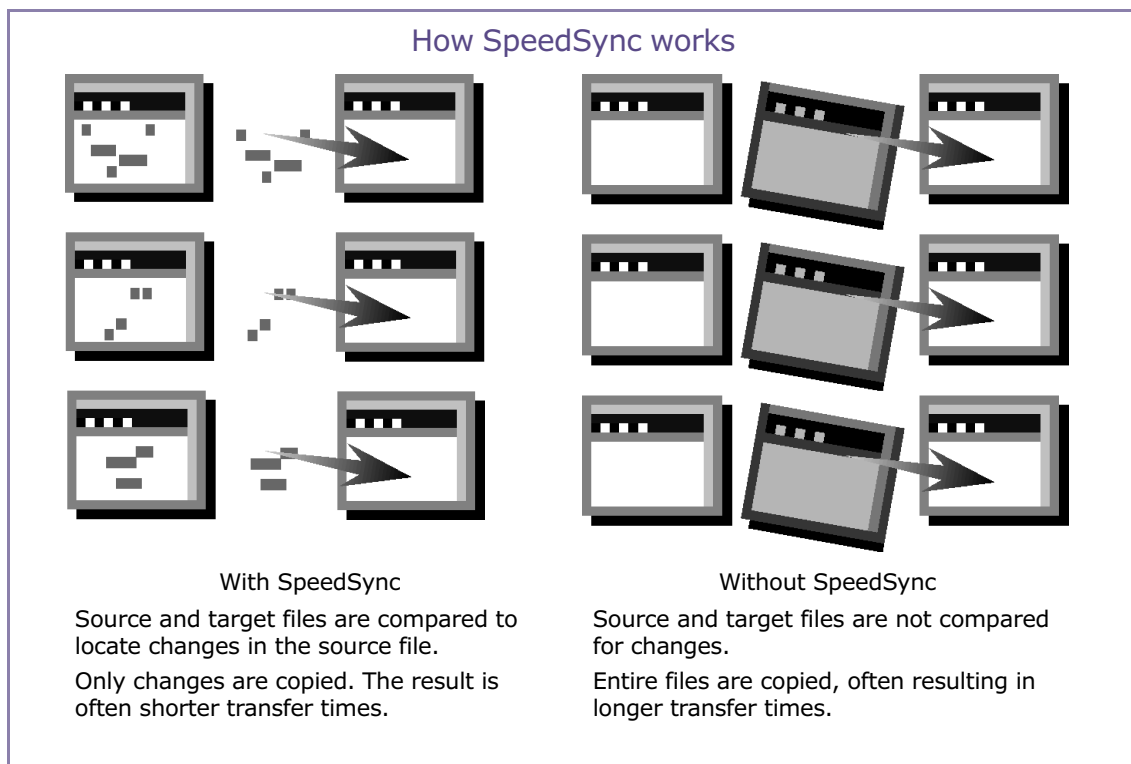 How SpeedSync works
With SpeedSync
Source and target files are compared to
locate changes in the source file.
Only changes are copied. The result is
often shorter transfer times.
Without SpeedSync
Source and target files are not compared
for changes.
Entire files are copied, often resulting in
longer transfer times.